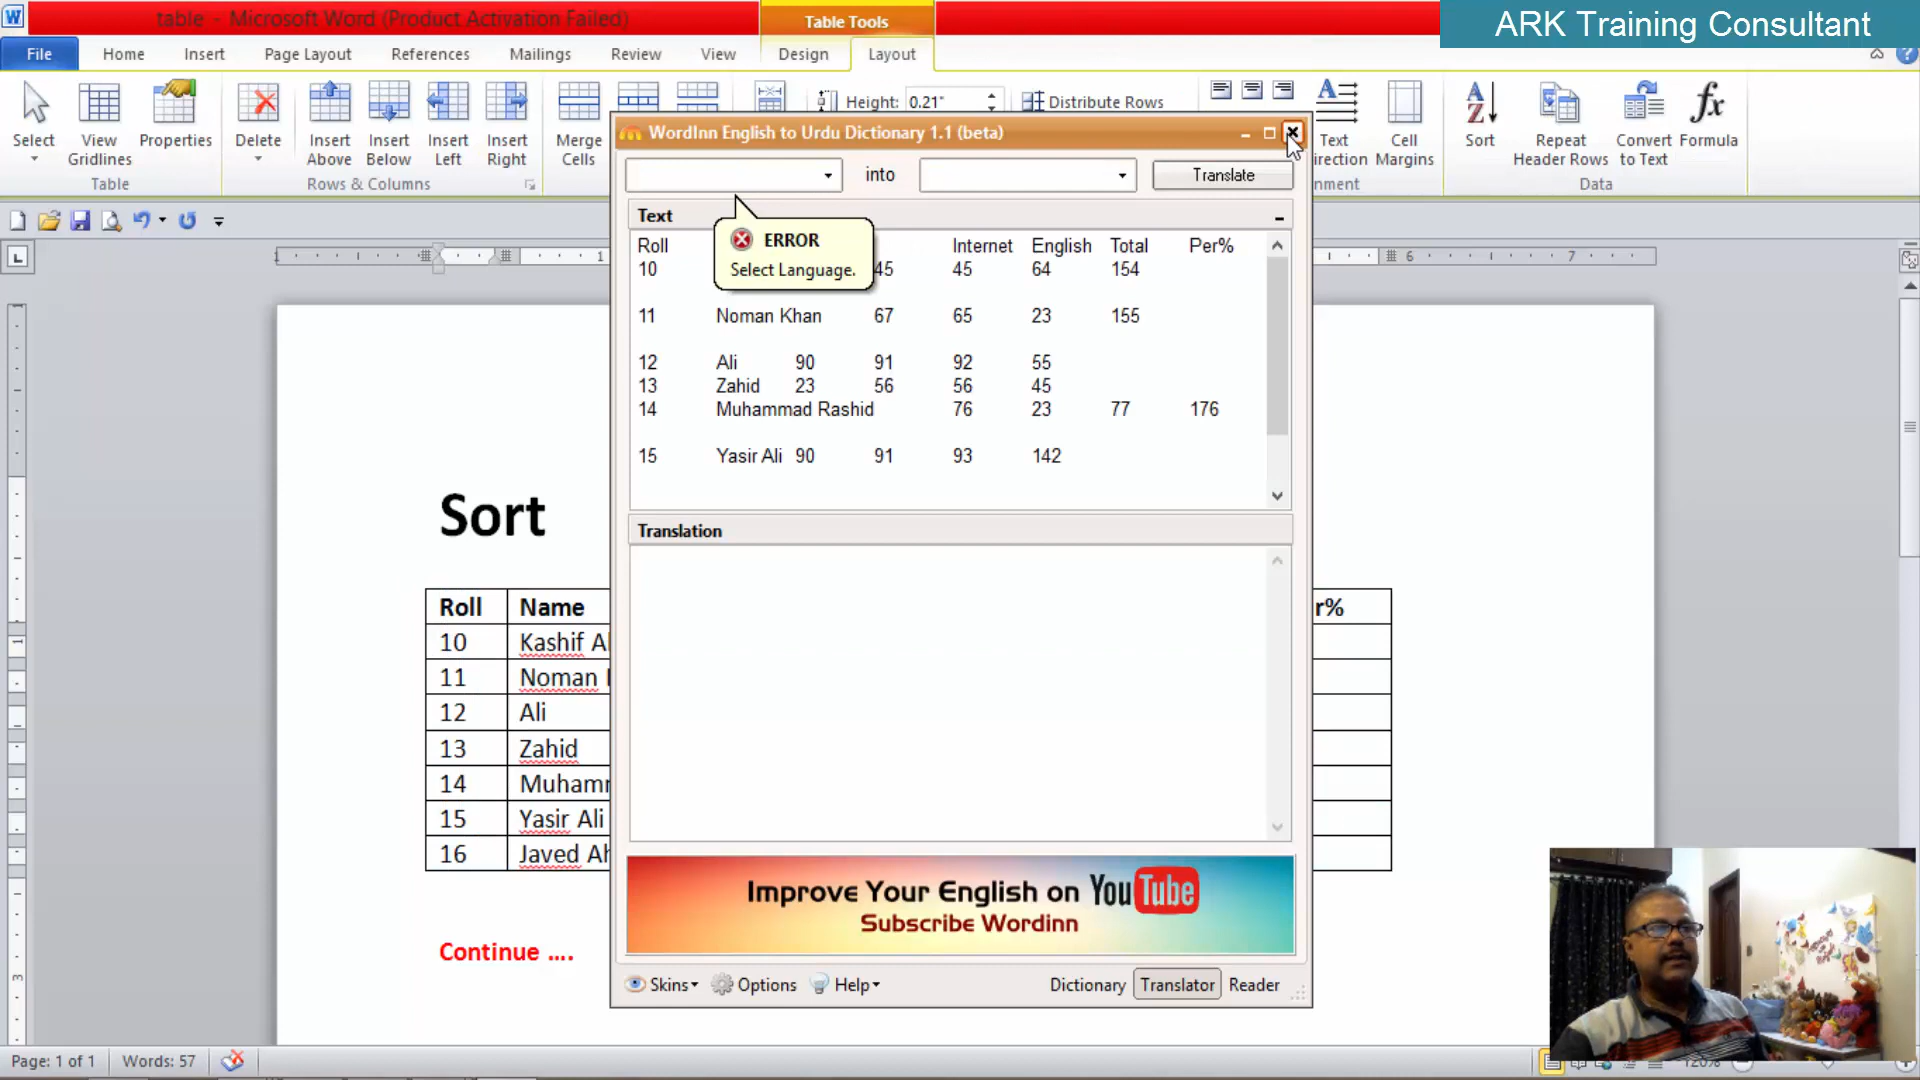 table - Microsoft Word (Product Activation Failed)
Table Tools
ARK Training Consultant
File Home Insert Page Layout References Mailings Review View Design Layout
Select View Gridlines Properties Delete Insert Above Insert Below Insert Left Insert Right Merge Cells Height: 0.21" Distribute Rows Text irection Cell Margins Sort Repeat Header Rows Convert to Text Formula
Table Rows & Columns nment Data
WordInn English to Urdu Dictionary 1.1 (beta)
into Translate
Text
ERROR
Select Language.
Roll Internet English Total Per%
10 45 45 64 154
11 Noman Khan 67 65 23 155
12 Ali 90 91 92 55
13 Zahid 23 56 56 45
14 Muhammad Rashid 76 23 77 176
15 Yasir Ali 90 91 93 142
Translation
Improve Your English on YouTube
Subscribe Wordinn
Skins Options Help Dictionary Translator Reader
Sort
Roll Name r%
10 Kashif Al
11 Noman
12 Ali
13 Zahid
14 Muhamm
15 Yasir Ali
16 Javed Ah
Continue ....
Page: 1 of 1 Words: 57 120%